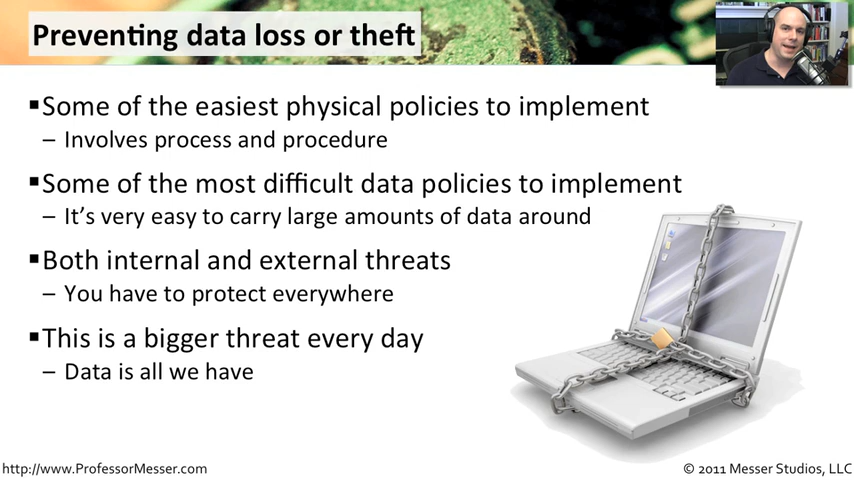 Preventing data loss or theft
▪Some of the easiest physical policies to implement
– Involves process and procedure
▪Some of the most difficult data policies to implement
– It’s very easy to carry large amounts of data around
▪Both internal and external threats
– You have to protect everywhere
▪This is a bigger threat every day
– Data is all we have
http://www.ProfessorMesser.com
© 2011 Messer Studios, LLC